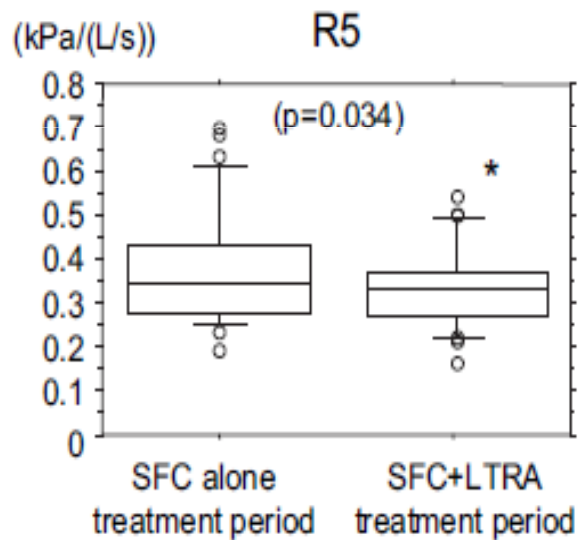 (kPa/(L/s)) R5
0.8
(p=0.034)
0.7
0.6
*
0.5
0.4
0.3
0.2
0.1
0
SFC alone
treatment period
SFC+LTRA
treatment period